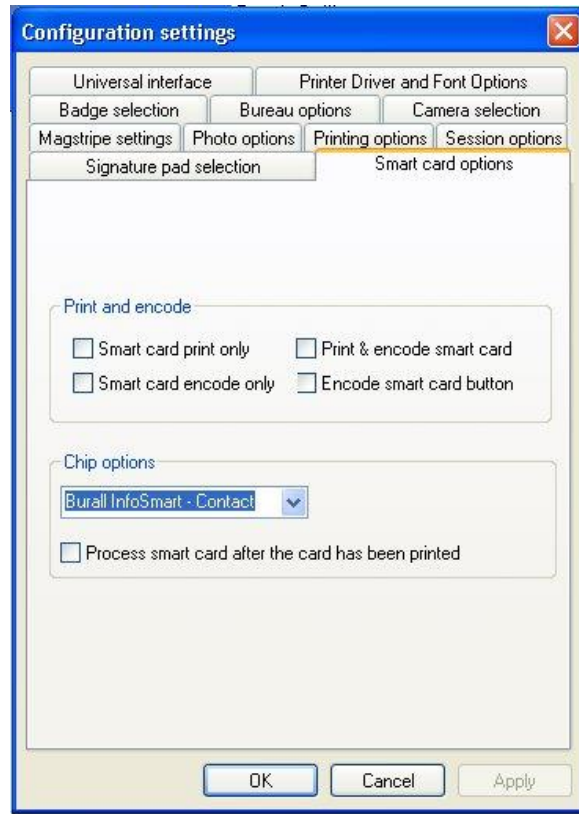 Configuration settings
Universal interface
Printer Driver and Font Options
Badge selection
Bureau options
Camera selection
Magstripe settings
Photo options
Printing options
Session options
Signature pad selection
Smart card options
Print and encode
Smart card print only
Print & encode smart card
Smart card encode only
Encode smart card button
Chip options
Burall InfoSmart - Contact
Process smart card after the card has been printed
OK
Cancel
Apply